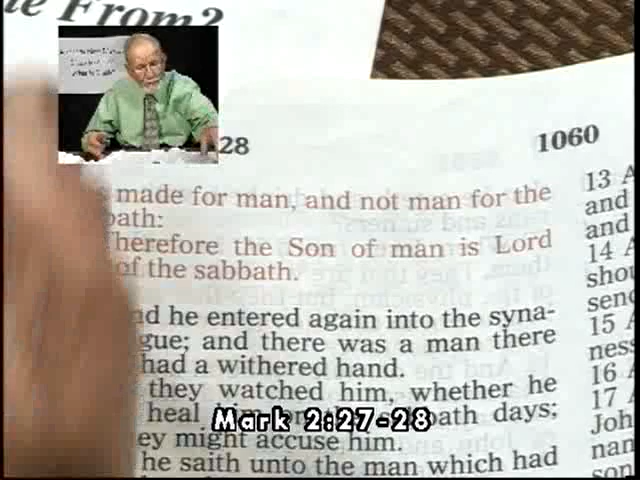 From?
28
1060
made for man, and not man for the
bath:
Therefore the Son of man is Lord
of the sabbath.
he entered again into the syna-
gue; and there was a man there
had a withered hand.
they watched him, whether he
heal days;
ey might accuse him.
he saith unto the man which had
13 A
and
and
14 A
shou
send
15 A
ness
16 A
17 A
John
nan
son
Mark 2:27-28